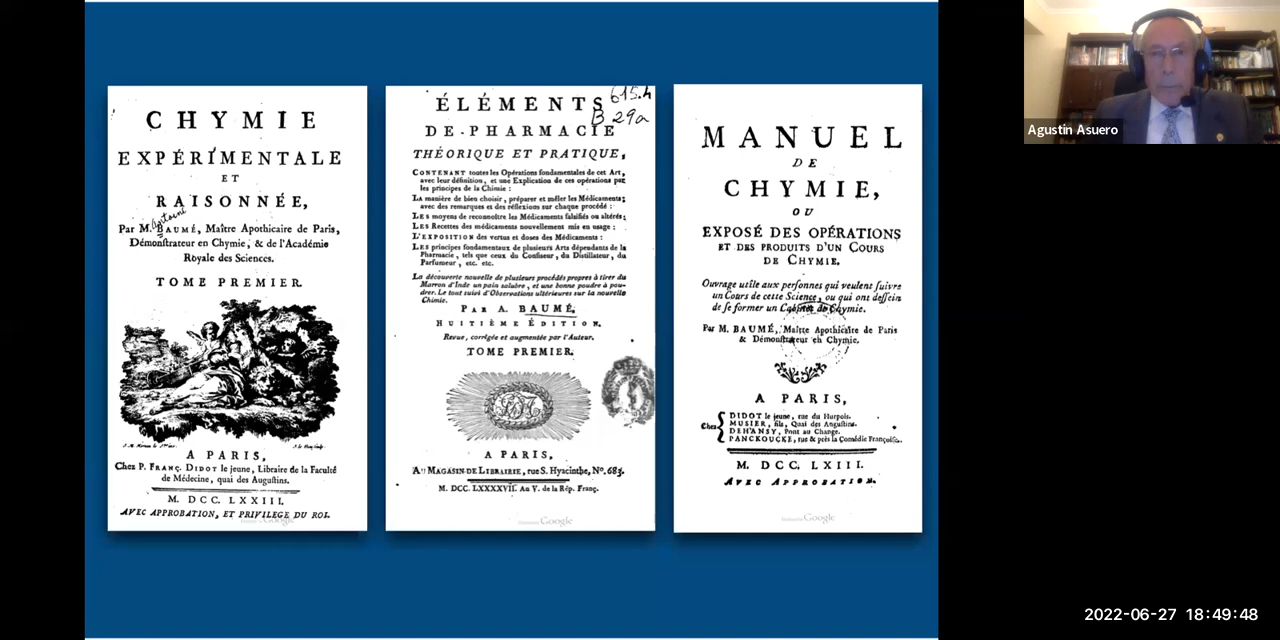 CHYMIE
EXPÉRIMENTALE
ET
RAISONNÉE,
Antoine
Par M. BAUMÉ, Maître Apothicaire de Paris,
Démonstrateur en Chymie, & de l'Académie
Royale des Sciences.
TOME PREMIER.
A PARIS,
Chez P. FRANÇ. DIDOT le jeune, Libraire de la Faculté
de Médecine, quai des Augustins.
M. DCC. LXXIII.
AVEC APPROBATION, ET PRIVILEGE DU ROI.
Google
615.4
B 29a
ÉLÉMENTS
DE-PHARMACIE
THÉORIQUE ET PRATIQUE,
CONTENANT toutes les Opérations fondamentales de cet Art,
avec leur définition, et une Explication de ces opérations par
les principes de la Chimie :
LA manière de bien choisir, préparer et mêler les Médicaments;
avec des remarques et des réflexions sur chaque procédé :
LES moyens de reconnoître les Médicaments falsifiés ou altérés;
LES Recettes des médicaments nouvellement mis en usage :
L'EXPOSITION des vertus et doses des Médicaments :
LES principes fondamentaux de plusieurs Arts dépendants de la
Pharmacie, tels que ceux du Confiseur, du Distillateur, du
Parfumeur, etc. etc.
La découverte nouvelle de plusieurs procédés propres à tirer du
Marron d'Inde un pain salubre, et une bonne poudre à pou-
drer. Le tout suivi d'Observations ultérieures sur la nouvelle
Chimie.
PAR A. BAUMÉ.
HUITIÈME ÉDITION.
Revue, corrigée et augmentée par l'Auteur.
TOME PREMIER.
A PARIS,
AU MAGASIN DE LIBRAIRIE, rue S. Hyacinthe, No. 683.
M. DCC. LXXXXVII. An V. de la Rép. Franç.
Google
MANUEL
DE
CHYMIE,
OU
EXPOSÉ DES OPÉRATIONS
ET DES PRODUITS D'UN COURS
DE CHYMIE.
Ouvrage utile aux personnes qui veulent suivre
un Cours de cette Science, ou qui ont dessein
de se former un Cabinet de Chymie.
Par M. BAUMÉ, Maître Apothicaire de Paris
& Démonstrateur en Chymie.
A PARIS,
Chez
DIDOT le jeune, rue du Hurpois.
MUSIER, fils, Quai des Augustins.
DEHANSY, Pont au Change.
PANCKOUCKE, rue & près la Comédie Françoise.
M. DCC. LXIII.
AVEC APPROBATION.
Google
Agustin Asuero
2022-06-27 18:49:48